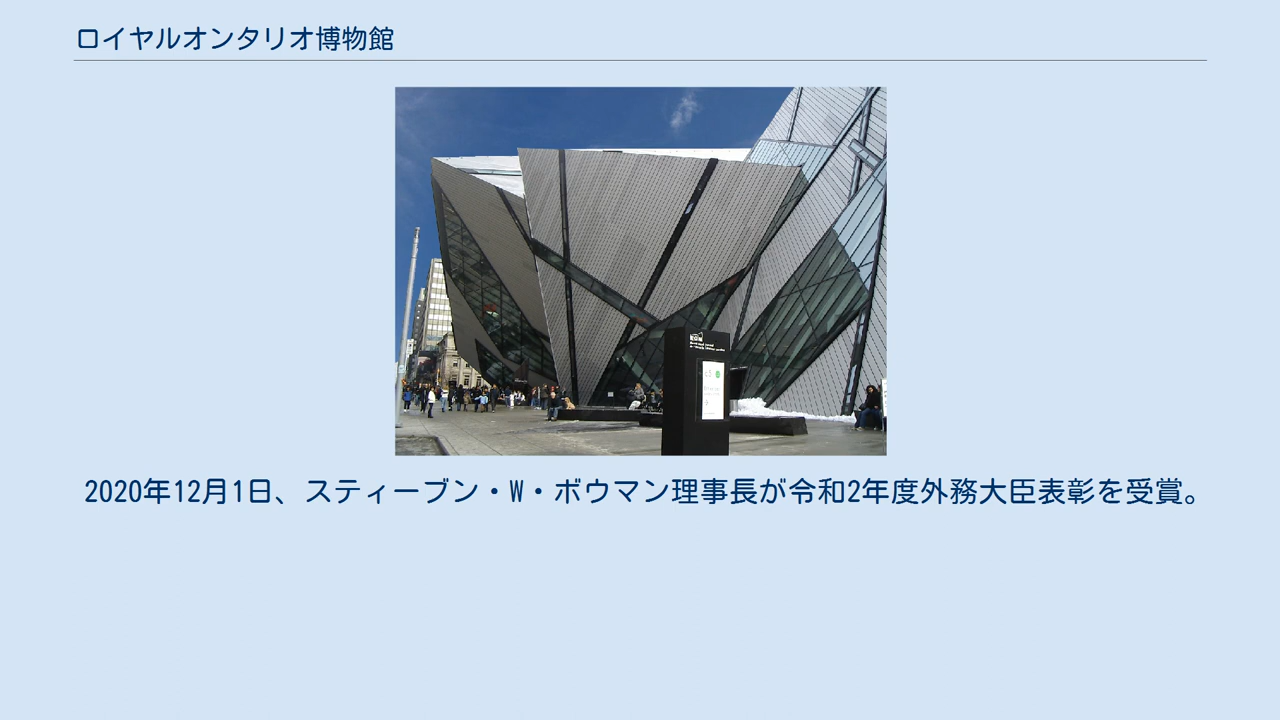 ロイヤルオンタリオ博物館
2020年12月1日、スティーブン・W・ボウマン理事長が令和2年度外務大臣表彰を受賞。